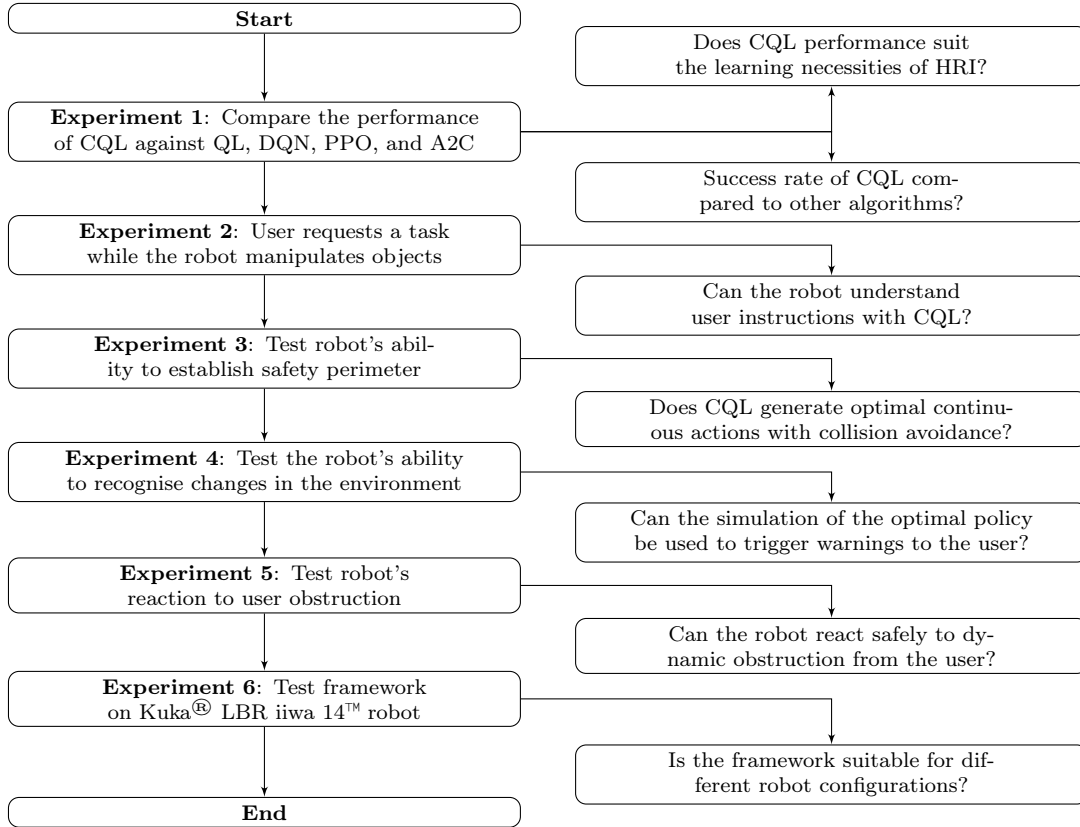 Start
Does CQL performance suit
the learning necessities of HRI?
Experiment 1: Compare the performance
of CQL against QL, DQN, PPO, and A2C
Success rate of CQL com-
pared to other algorithms?
Experiment 2: User requests a task
while the robot manipulates objects
Can the robot understand
user instructions with CQL?
Experiment 3: Test robot's abil-
ity to establish safety perimeter
Does CQL generate optimal continu-
ous actions with collision avoidance?
Experiment 4: Test the robot's ability
to recognise changes in the environment
Can the simulation of the optimal policy
be used to trigger warnings to the user?
Experiment 5: Test robot's
reaction to user obstruction
Can the robot react safely to dy-
namic obstruction from the user?
Experiment 6: Test framework
on Kuka® LBR iiwa 14™ robot
Is the framework suitable for dif-
ferent robot configurations?
End